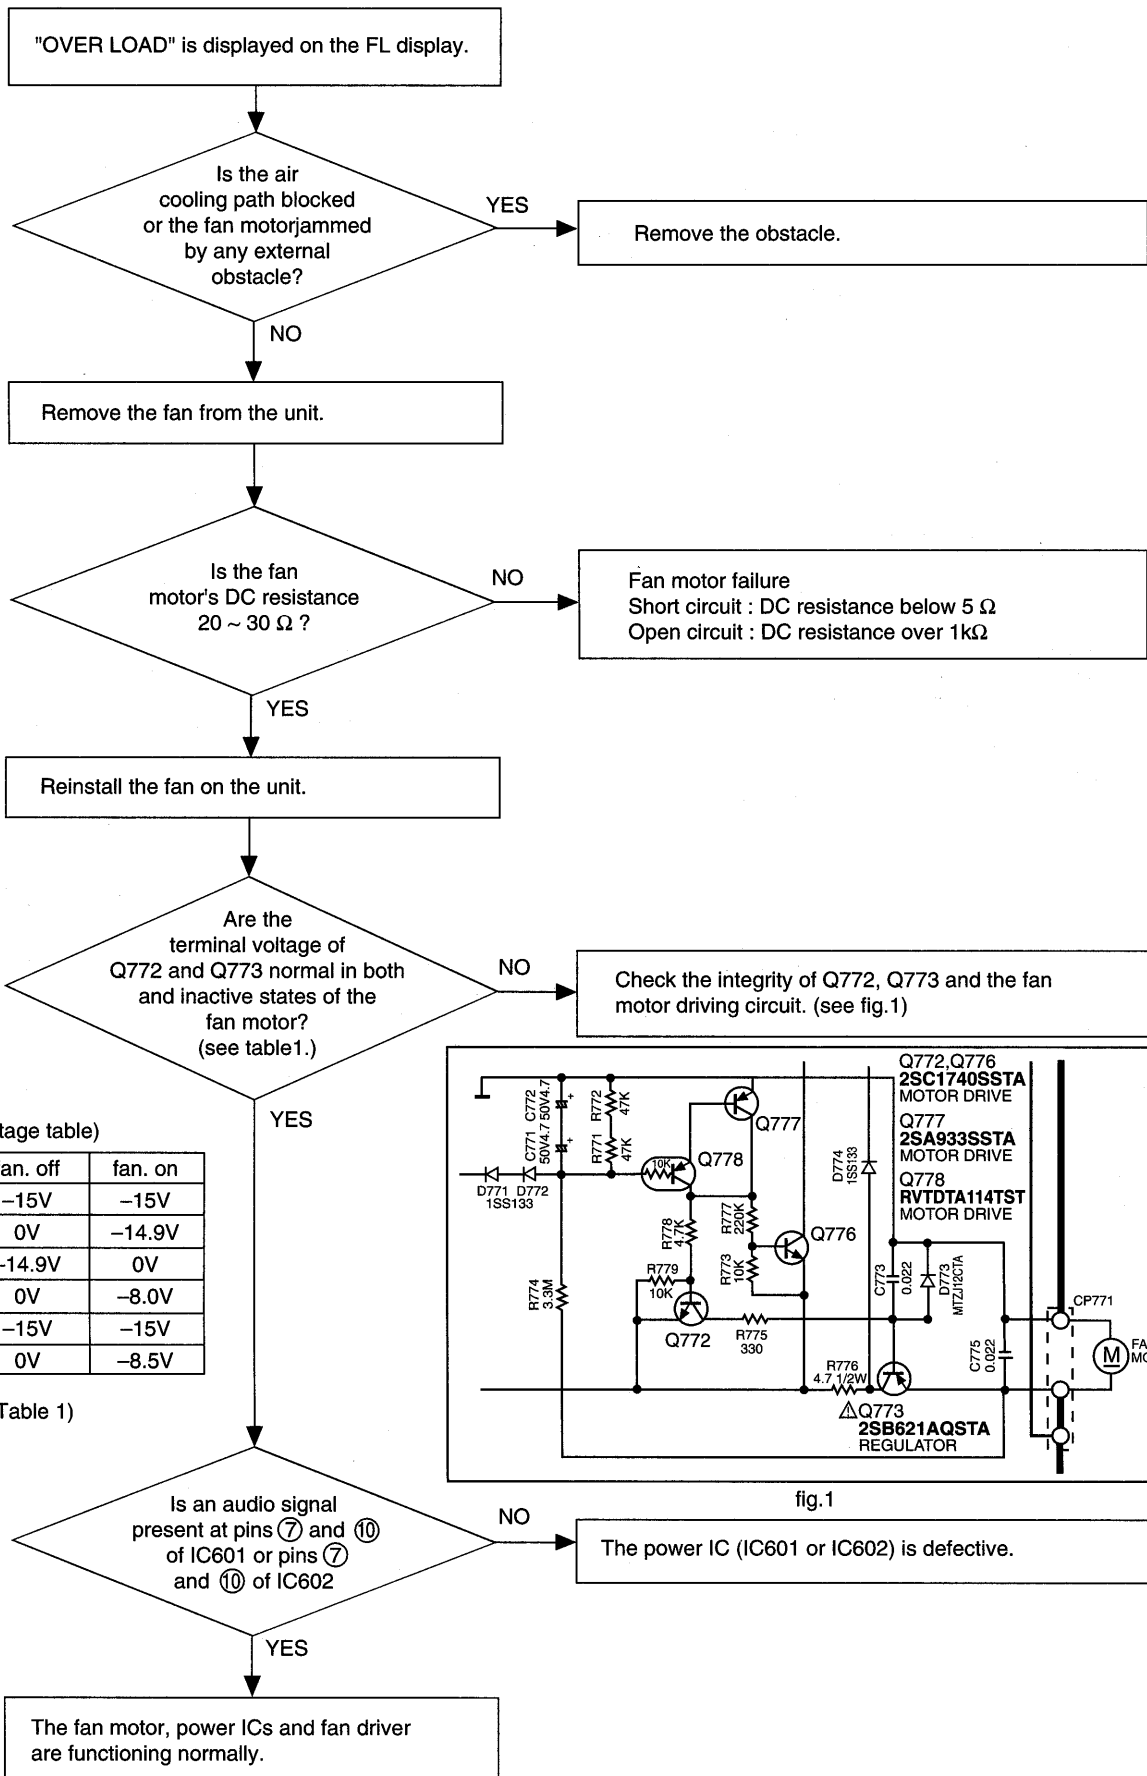 "OVER LOAD" is displayed on the FL display.
Is the air
cooling path blocked
or the fan motorjammed
by any external
obstacle?
YES
Remove the obstacle.
NO
Remove the fan from the unit.
Is the fan
motor's DC resistance
20 ~ 30 Ω ?
NO
Fan motor failure
Short circuit : DC resistance below 5 Ω
Open circuit : DC resistance over 1kΩ
YES
Reinstall the fan on the unit.
Are the
terminal voltage of
Q772 and Q773 normal in both
and inactive states of the
fan motor?
(see table1.)
NO
Check the integrity of Q772, Q773 and the fan
motor driving circuit. (see fig.1)
YES
tage table)
an. off fan. on
–15V –15V
0V –14.9V
-14.9V 0V
0V –8.0V
–15V –15V
0V –8.5V
Table 1)
C772
50V4.7
+
C771
50V4.7
+
R772
47K
R771
47K
D771 D772
1SS133
10K
Q778
Q777
R778
4.7K
R777
220K
R773
10K
Q776
R779
10K
R774
3.3M
Q772
R775
330
D774
1SS133
Q772,Q776
2SC1740SSTA
MOTOR DRIVE
Q777
2SA933SSTA
MOTOR DRIVE
Q778
RVTDTA114TST
MOTOR DRIVE
C773
0.022
D773
MTZJ12CTA
C775
0.022
CP771
M
FA
MO
R776
4.7 1/2W
Q773
2SB621AQSTA
REGULATOR
fig.1
Is an audio signal
present at pins ⑦ and ⑩
of IC601 or pins ⑦
and ⑩ of IC602
NO
The power IC (IC601 or IC602) is defective.
YES
The fan motor, power ICs and fan driver
are functioning normally.